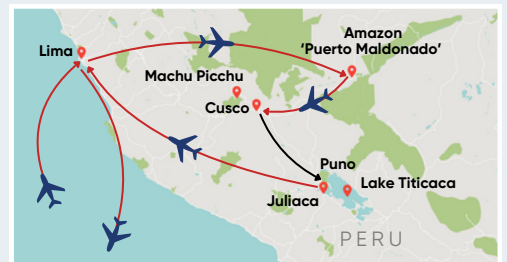 Lima
Amazon
'Puerto Maldonado'
Machu Picchu
Cusco
Puno
Lake Titicaca
Juliaca
PERU